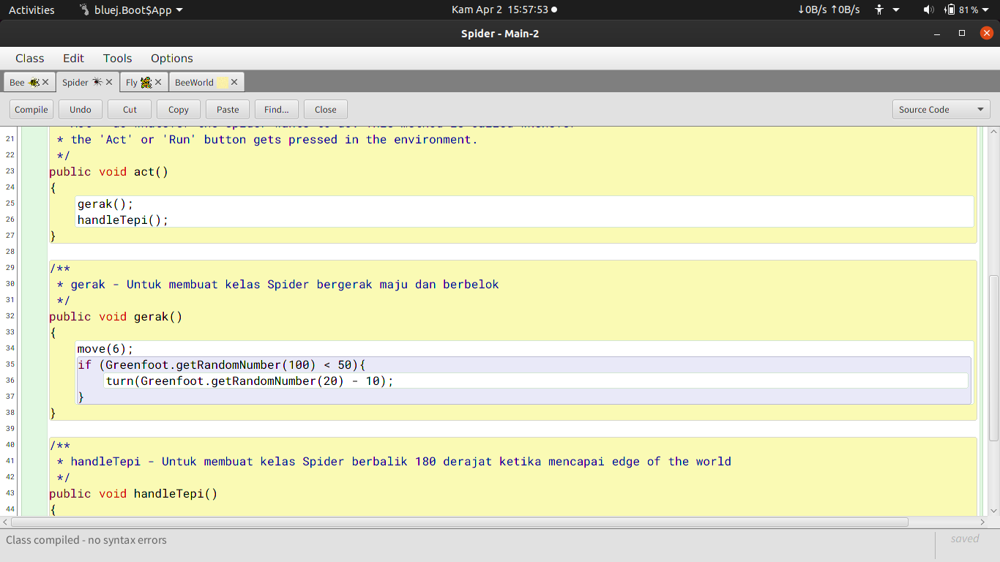 Activities
bluej.Boot$App
Kam Apr 2 15:57:53
↓0B/s ↑0B/s
81%
Spider - Main-2
Class Edit Tools Options
Bee Spider Fly BeeWorld
Compile Undo Cut Copy Paste Find... Close Source Code
21 * the 'Act' or 'Run' button gets pressed in the environment.
22 */
23 public void act()
24 {
25 gerak();
26 handleTepi();
27 }
28
29 /**
30 * gerak - Untuk membuat kelas Spider bergerak maju dan berbelok
31 */
32 public void gerak()
33 {
34 move(6);
35 if (Greenfoot.getRandomNumber(100) < 50){
36 turn(Greenfoot.getRandomNumber(20) - 10);
37 }
38 }
39
40 /**
41 * handleTepi - Untuk membuat kelas Spider berbalik 180 derajat ketika mencapai edge of the world
42 */
43 public void handleTepi()
44 {
Class compiled - no syntax errors
saved